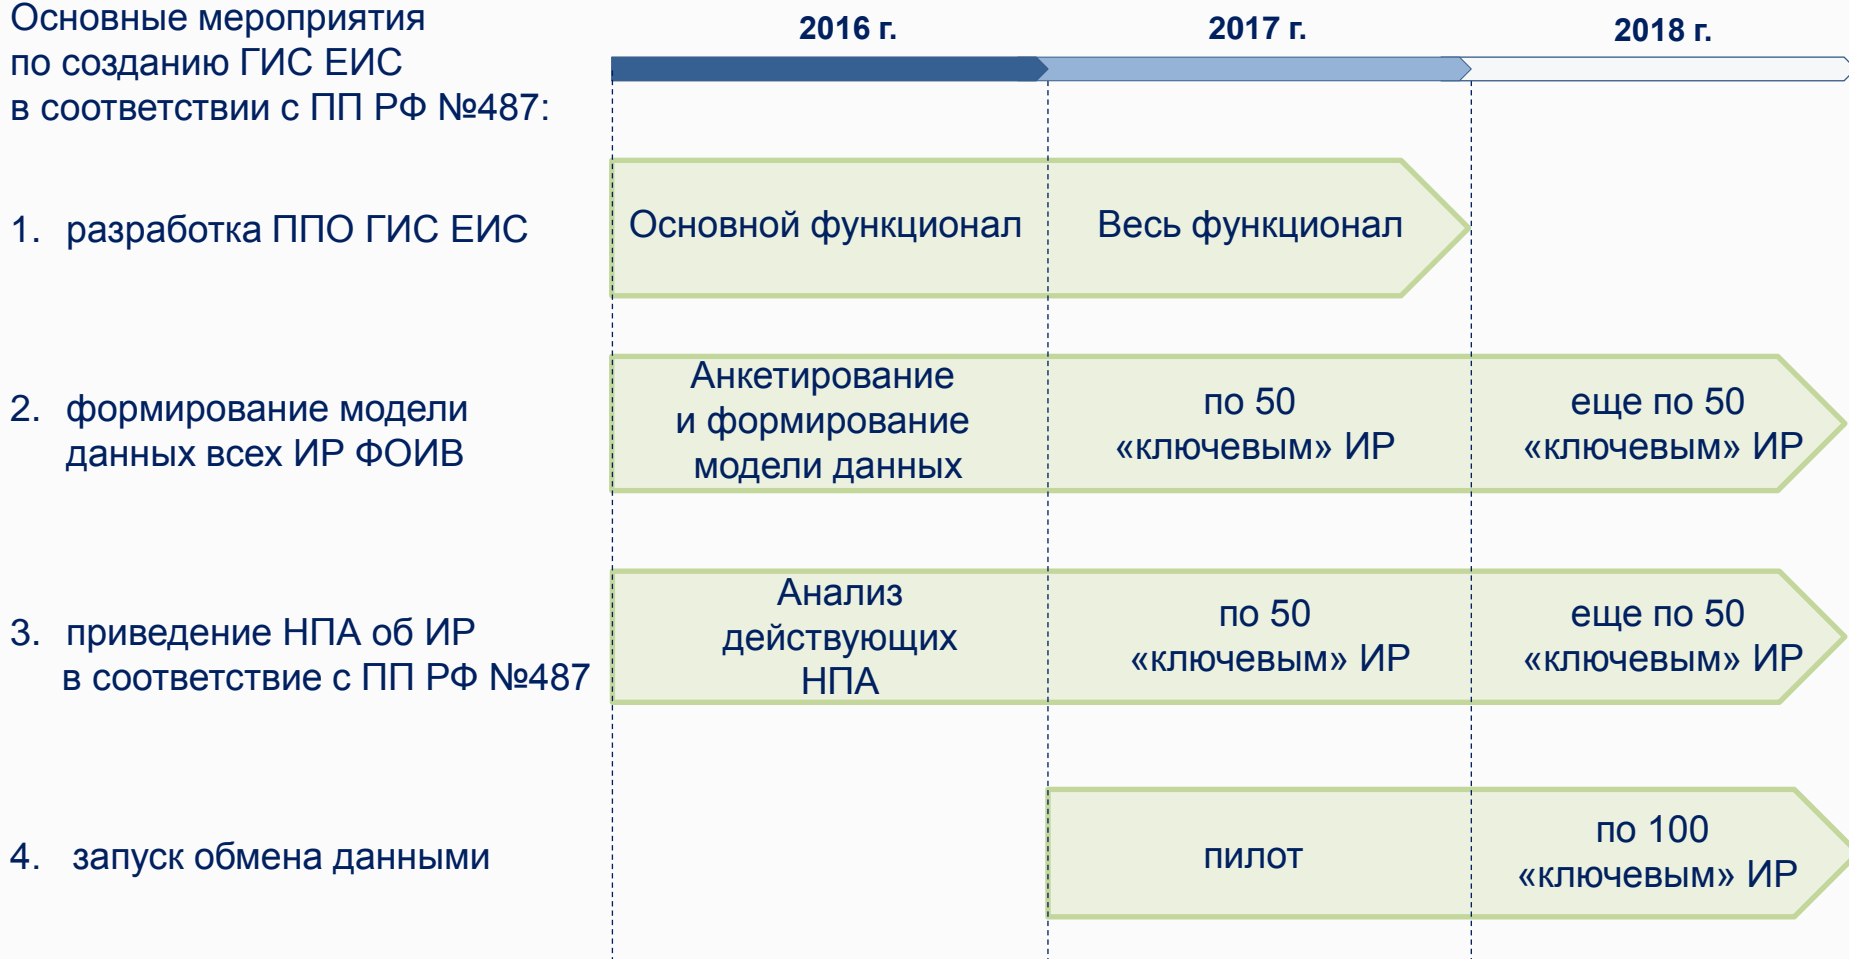 Основные мероприятия
по созданию ГИС ЕИС
в соответствии с ПП РФ №487:
2016 г.
2017 г.
2018 г.
1. разработка ППО ГИС ЕИС
Основной функционал
Весь функционал
2. формирование модели
данных всех ИР ФОИВ
Анкетирование
и формирование
модели данных
по 50
«ключевым» ИР
еще по 50
«ключевым» ИР
3. приведение НПА об ИР
в соответствие с ПП РФ №487
Анализ
действующих
НПА
по 50
«ключевым» ИР
еще по 50
«ключевым» ИР
4. запуск обмена данными
пилот
по 100
«ключевым» ИР